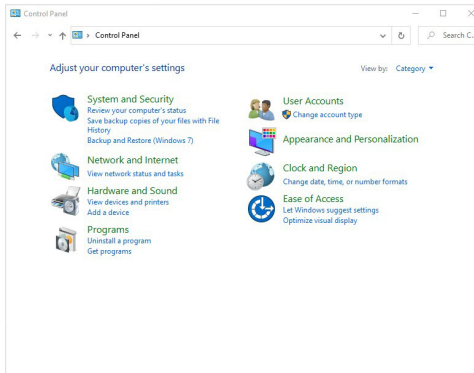 Control Panel
Control Panel
Search C...
Adjust your computer's settings
View by: Category
System and Security
Review your computer's status
Save backup copies of your files with File
History
Backup and Restore (Windows 7)
Network and Internet
View network status and tasks
Hardware and Sound
View devices and printers
Add a device
Programs
Uninstall a program
Get programs
User Accounts
Change account type
Appearance and Personalization
Clock and Region
Change date, time, or number formats
Ease of Access
Let Windows suggest settings
Optimize visual display